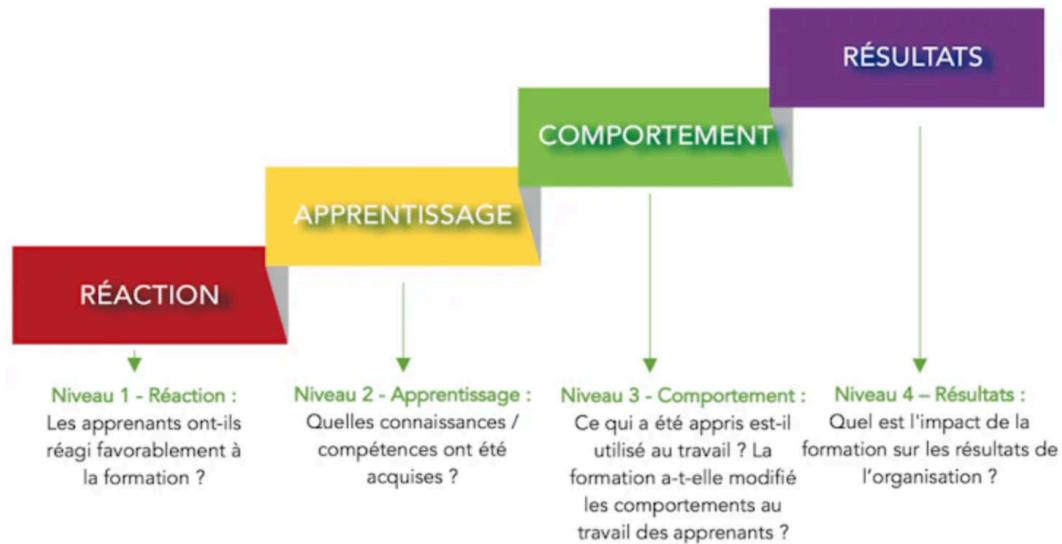 RÉSULTATS
COMPORTEMENT
APPRENTISSAGE
RÉACTION
Niveau 1 - Réaction :
Les apprenants ont-ils
réagi favorablement à
la formation ?
Niveau 2 - Apprentissage :
Quelles connaissances /
compétences ont été
acquises ?
Niveau 3 - Comportement :
Ce qui a été appris est-il
utilisé au travail ? La
formation a-t-elle modifié
les comportements au
travail des apprenants ?
Niveau 4 – Résultats :
Quel est l'impact de la
formation sur les résultats de
l'organisation ?